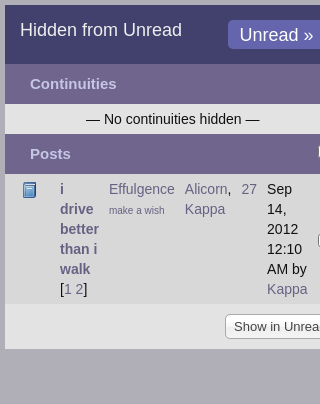 Hidden from Unread
Unread »
Continuities
— No continuities hidden —
Posts
i drive better than i walk [1 2]
Effulgence
make a wish
Alicorn, Kappa
27
Sep 14, 2012 12:10 AM by Kappa
Show in Unrea